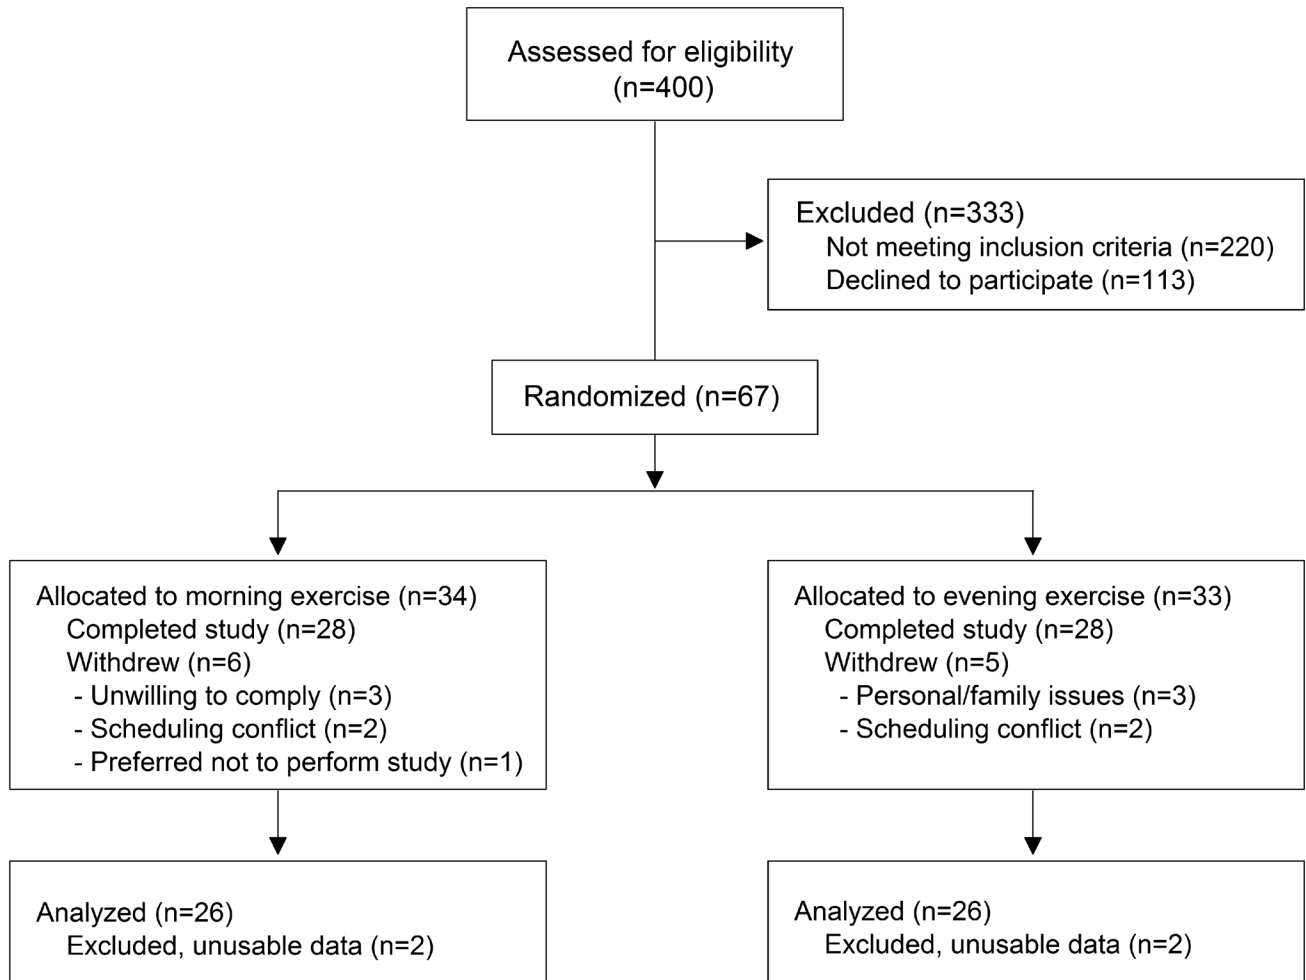 Assessed for eligibility
(n=400)
Excluded (n=333)
Not meeting inclusion criteria (n=220)
Declined to participate (n=113)
Randomized (n=67)
Allocated to morning exercise (n=34)
Completed study (n=28)
Withdrew (n=6)
- Unwilling to comply (n=3)
- Scheduling conflict (n=2)
- Preferred not to perform study (n=1)
Allocated to evening exercise (n=33)
Completed study (n=28)
Withdrew (n=5)
- Personal/family issues (n=3)
- Scheduling conflict (n=2)
Analyzed (n=26)
Excluded, unusable data (n=2)
Analyzed (n=26)
Excluded, unusable data (n=2)